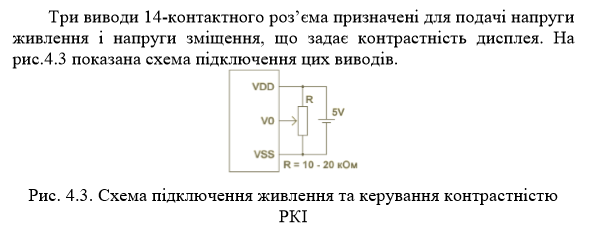 Три виводи 14-контактного роз’єма призначені для подачі напруги
живлення і напруги зміщення, що задає контрастність дисплея. На
рис.4.3 показана схема підключення цих виводів.
VDD
R
5V
V0
VSS
R = 10 - 20 кОм
Рис. 4.3. Схема підключення живлення та керування контрастністю
РКІ